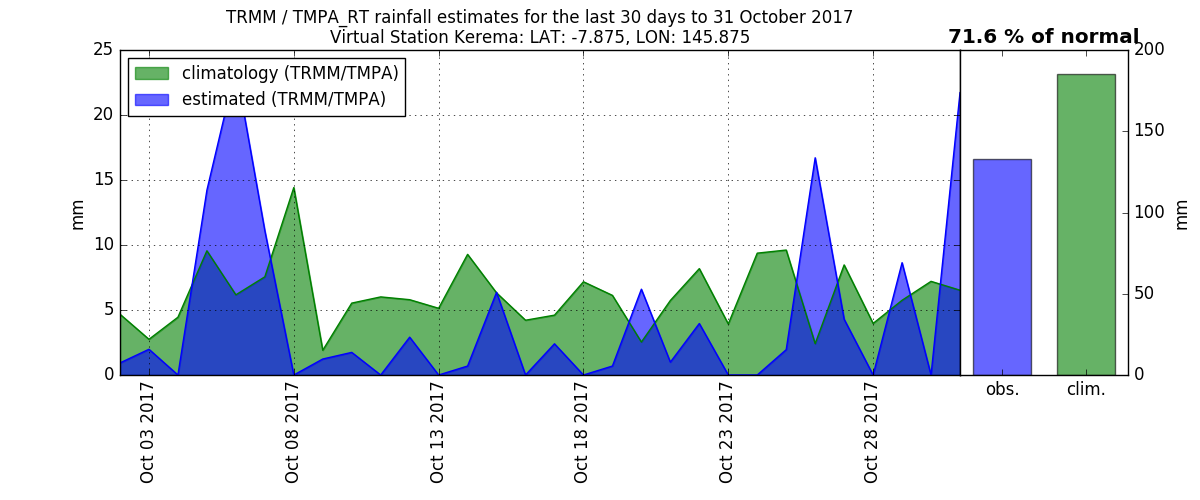 TRMM / TMPA_RT rainfall estimates for the last 30 days to 31 October 2017
Virtual Station Kerema: LAT: -7.875, LON: 145.875
71.6 % of normal
climatology (TRMM/TMPA)
estimated (TRMM/TMPA)
25
20
15
10
5
0
mm
Oct 03 2017
Oct 08 2017
Oct 13 2017
Oct 18 2017
Oct 23 2017
Oct 28 2017
obs.
clim.
200
150
100
50
0
mm